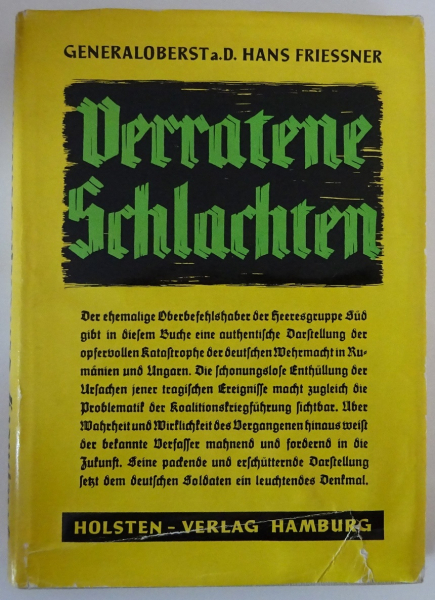 GENERALOBERST a.D. HANS FRIESSNER
Verratene
Schlachten
Der ehemalige Oberbefehlshaber der Heeresgruppe Süd
gibt in diesem Buche eine authentische Darstellung der
opfervollen Katastrophe der deutschen Wehrmacht in Ru-
mänien und Ungarn. Die schonungslose Enthüllung der
Ursachen jener tragischen Ereignisse macht zugleich die
Problematik der Koalitionskriegführung sichtbar. Über
Wahrheit und Wirklichkeit des Vergangenen hinaus weist
der bekannte Verfasser mahnend und fordernd in die
Zukunft. Seine packende und erschütternde Darstellung
setzt dem deutschen Soldaten ein leuchtendes Denkmal.
HOLSTEN-VERLAG HAMBURG